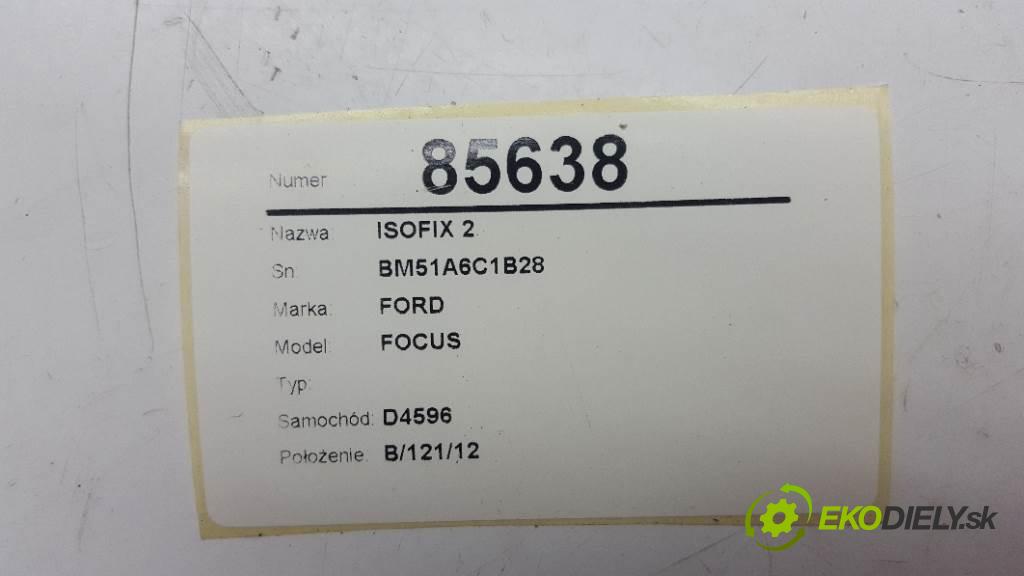 Numer 85638
Nazwa: ISOFIX 2
Sn: BM51A6C1B28
Marka: FORD
Model: FOCUS
Typ:
Samochód: D4596
Położenie: B/121/12
EKODIELY.sk